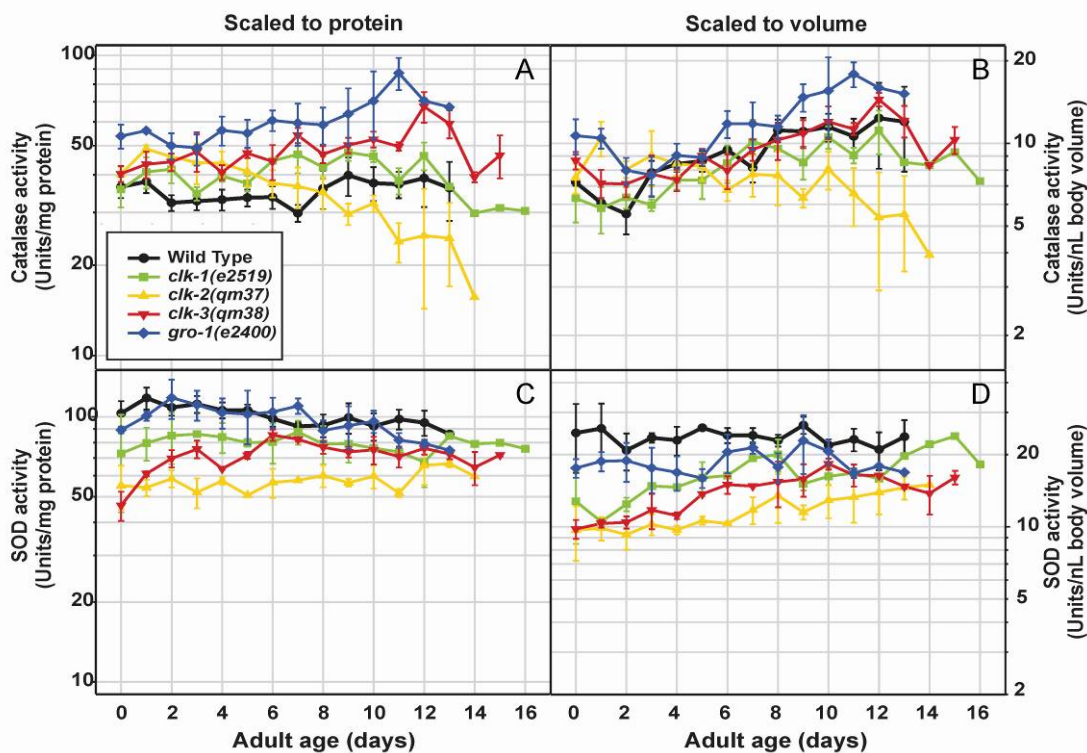 Scaled to protein
Scaled to volume
A
B
100
50
20
10
Catalase activity
(Units/mg protein)
20
10
5
2
Catalase activity
(Units/nL body volume)
Wild Type
clk-1(e2519)
clk-2(qm37)
clk-3(qm38)
gro-1(e2400)
C
D
100
50
20
10
SOD activity
(Units/mg protein)
20
10
5
2
SOD activity
(Units/nL body volume)
0 2 4 6 8 10 12 14 16
0 2 4 6 8 10 12 14 16
Adult age (days)
Adult age (days)